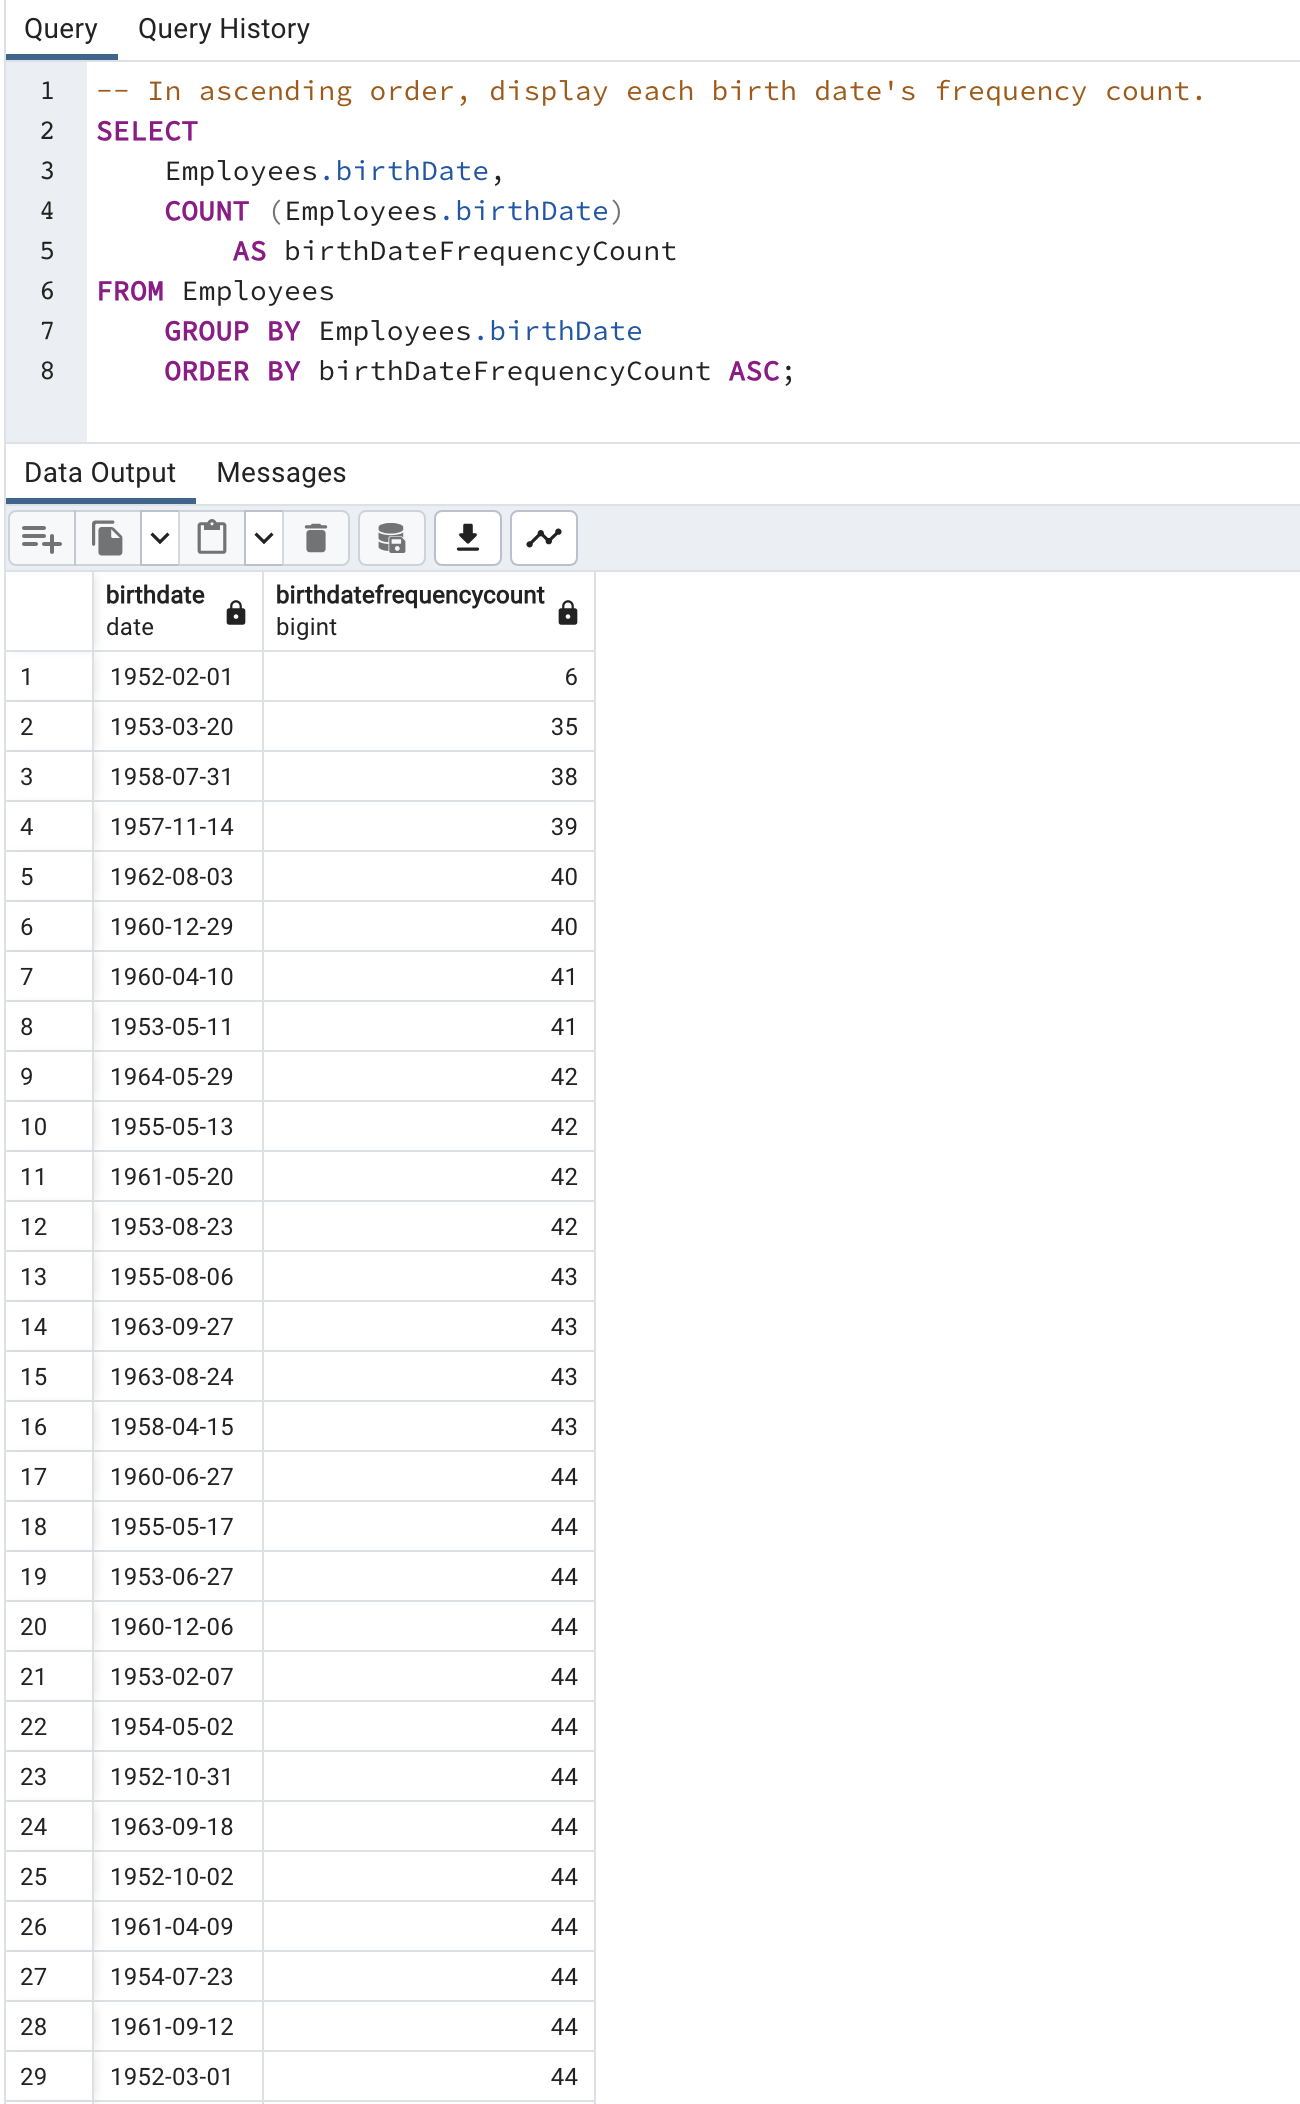 Query Query History
1 -- In ascending order, display each birth date's frequency count.
2 SELECT
3 Employees.birthDate,
4 COUNT (Employees.birthDate)
5 AS birthDateFrequencyCount
6 FROM Employees
7 GROUP BY Employees.birthDate
8 ORDER BY birthDateFrequencyCount ASC;
Data Output Messages
birthdate birthdatefrequencycount
date bigint
1 1952-02-01 6
2 1953-03-20 35
3 1958-07-31 38
4 1957-11-14 39
5 1962-08-03 40
6 1960-12-29 40
7 1960-04-10 41
8 1953-05-11 41
9 1964-05-29 42
10 1955-05-13 42
11 1961-05-20 42
12 1953-08-23 42
13 1955-08-06 43
14 1963-09-27 43
15 1963-08-24 43
16 1958-04-15 43
17 1960-06-27 44
18 1955-05-17 44
19 1953-06-27 44
20 1960-12-06 44
21 1953-02-07 44
22 1954-05-02 44
23 1952-10-31 44
24 1963-09-18 44
25 1952-10-02 44
26 1961-04-09 44
27 1954-07-23 44
28 1961-09-12 44
29 1952-03-01 44